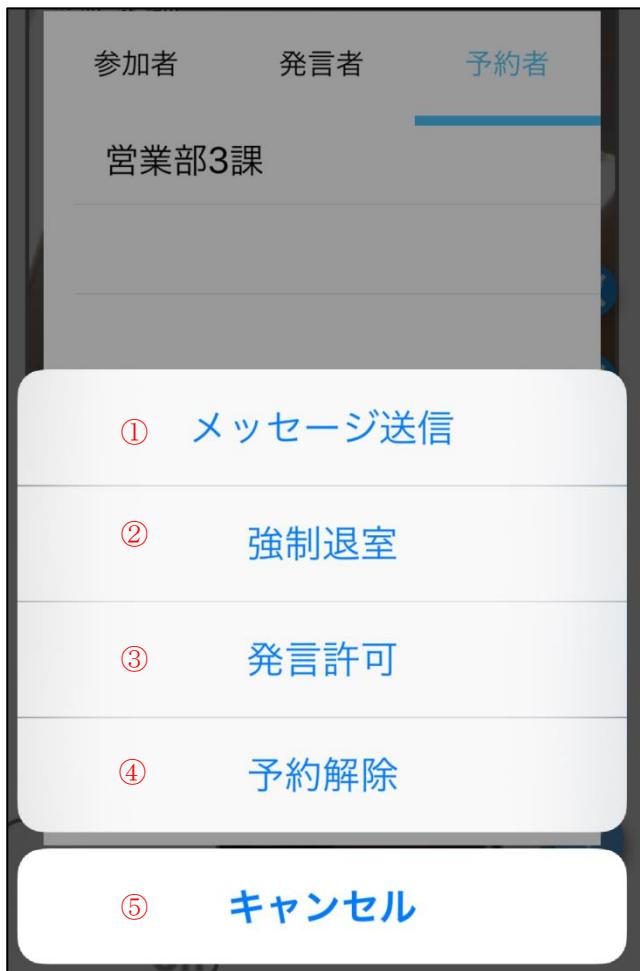 参加者 発言者 予約者
営業部3課
① メッセージ送信
② 強制退室
③ 発言許可
④ 予約解除
⑤ キャンセル